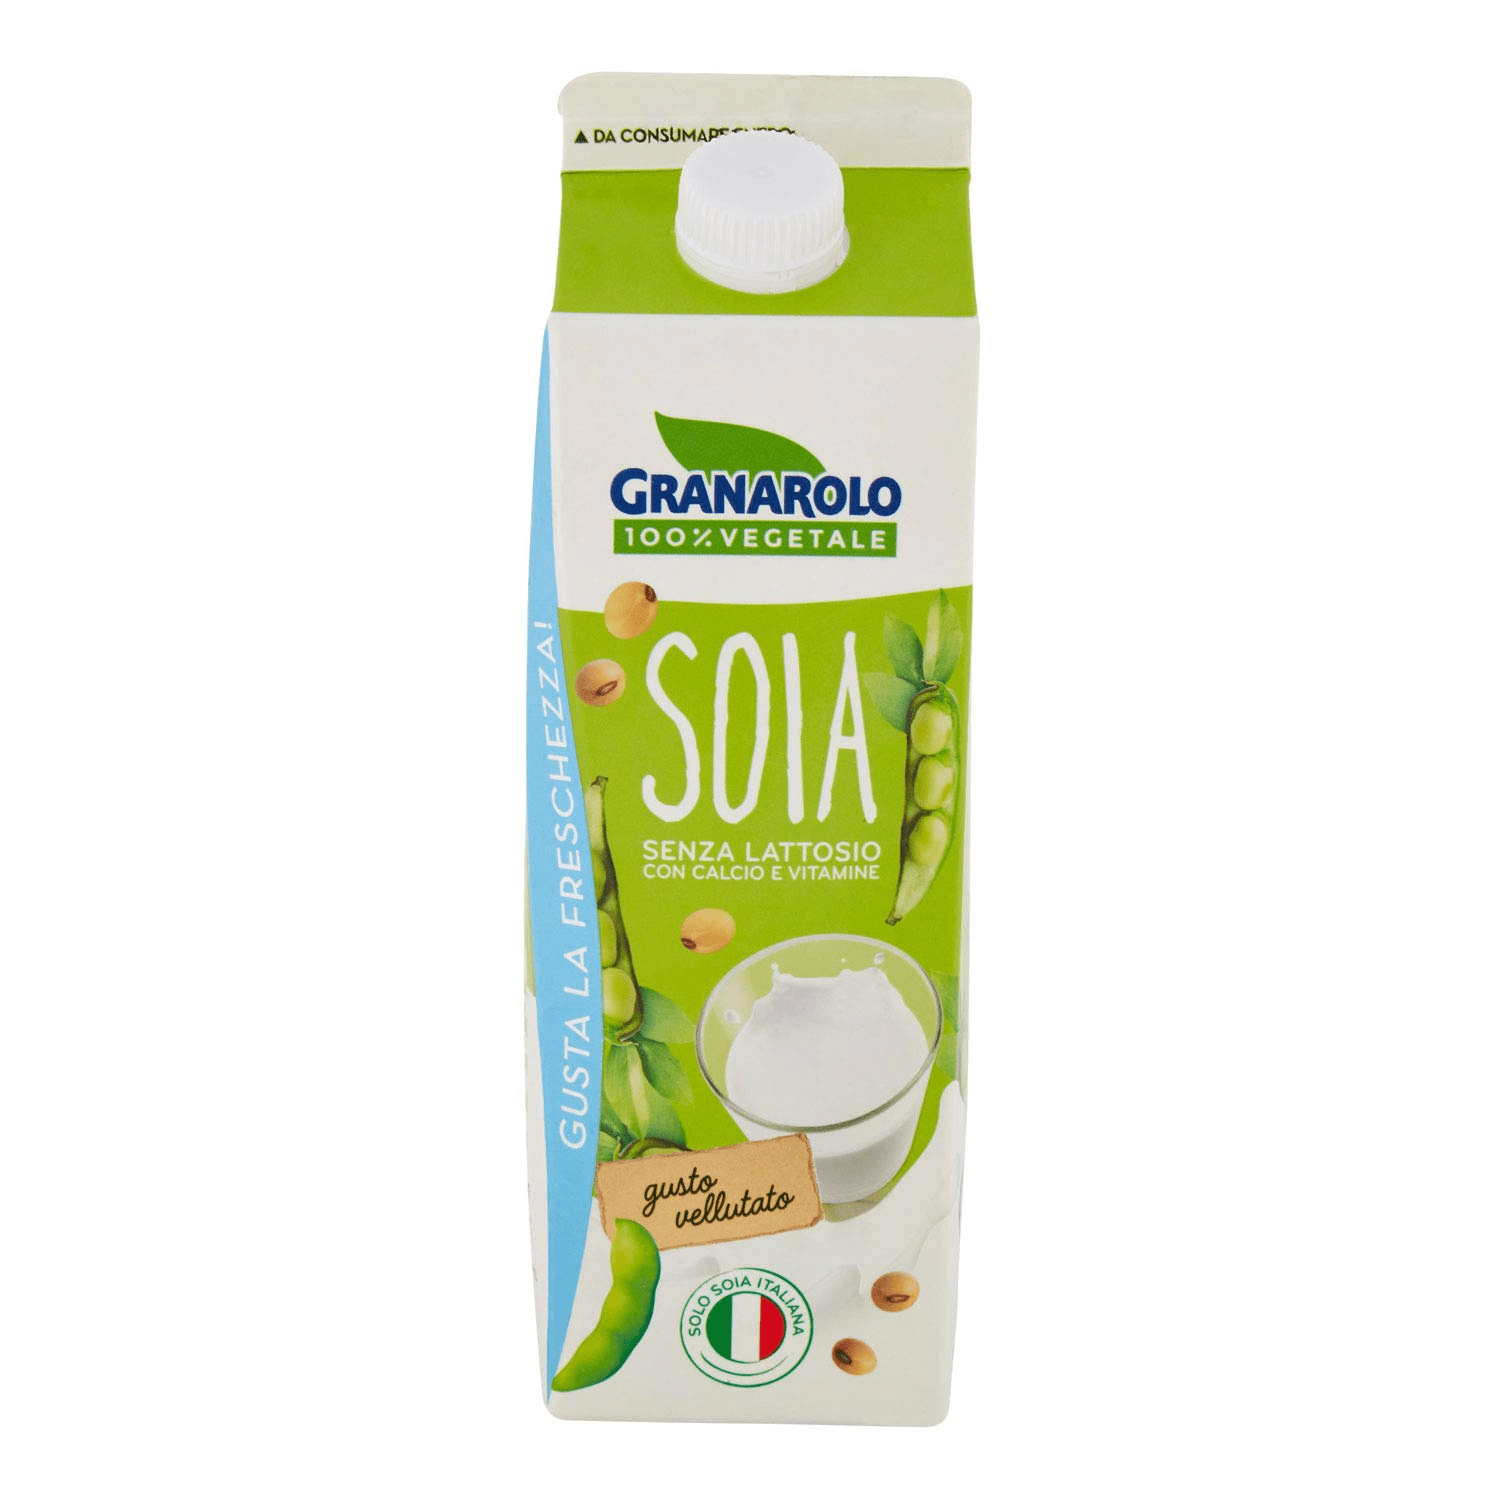 ▲ DA CONSUMARE
GRANAROLO
100% VEGETALE
SOIA
SENZA LATTOSIO
CON CALCIO E VITAMINE
GUSTA LA FRESCHEZZA!
gusto
vellutato
SOLO SOIA ITALIANA